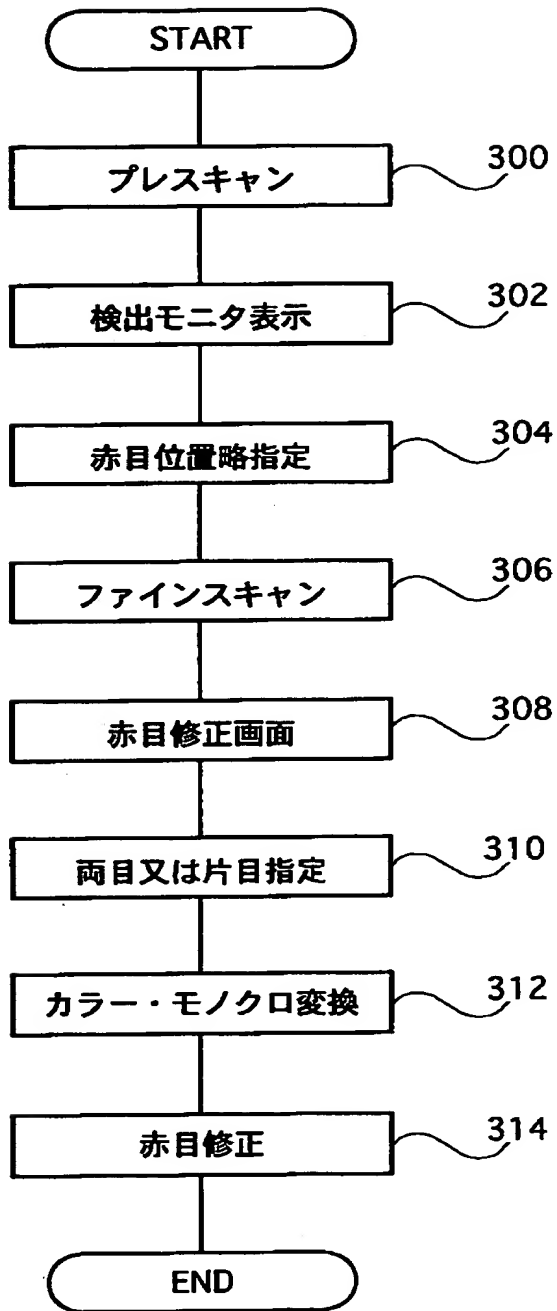 START
プレスキャン
300
検出モニタ表示
302
赤目位置略指定
304
ファインスキャン
306
赤目修正画面
308
両目又は片目指定
310
カラー・モノクロ変換
312
赤目修正
314
END